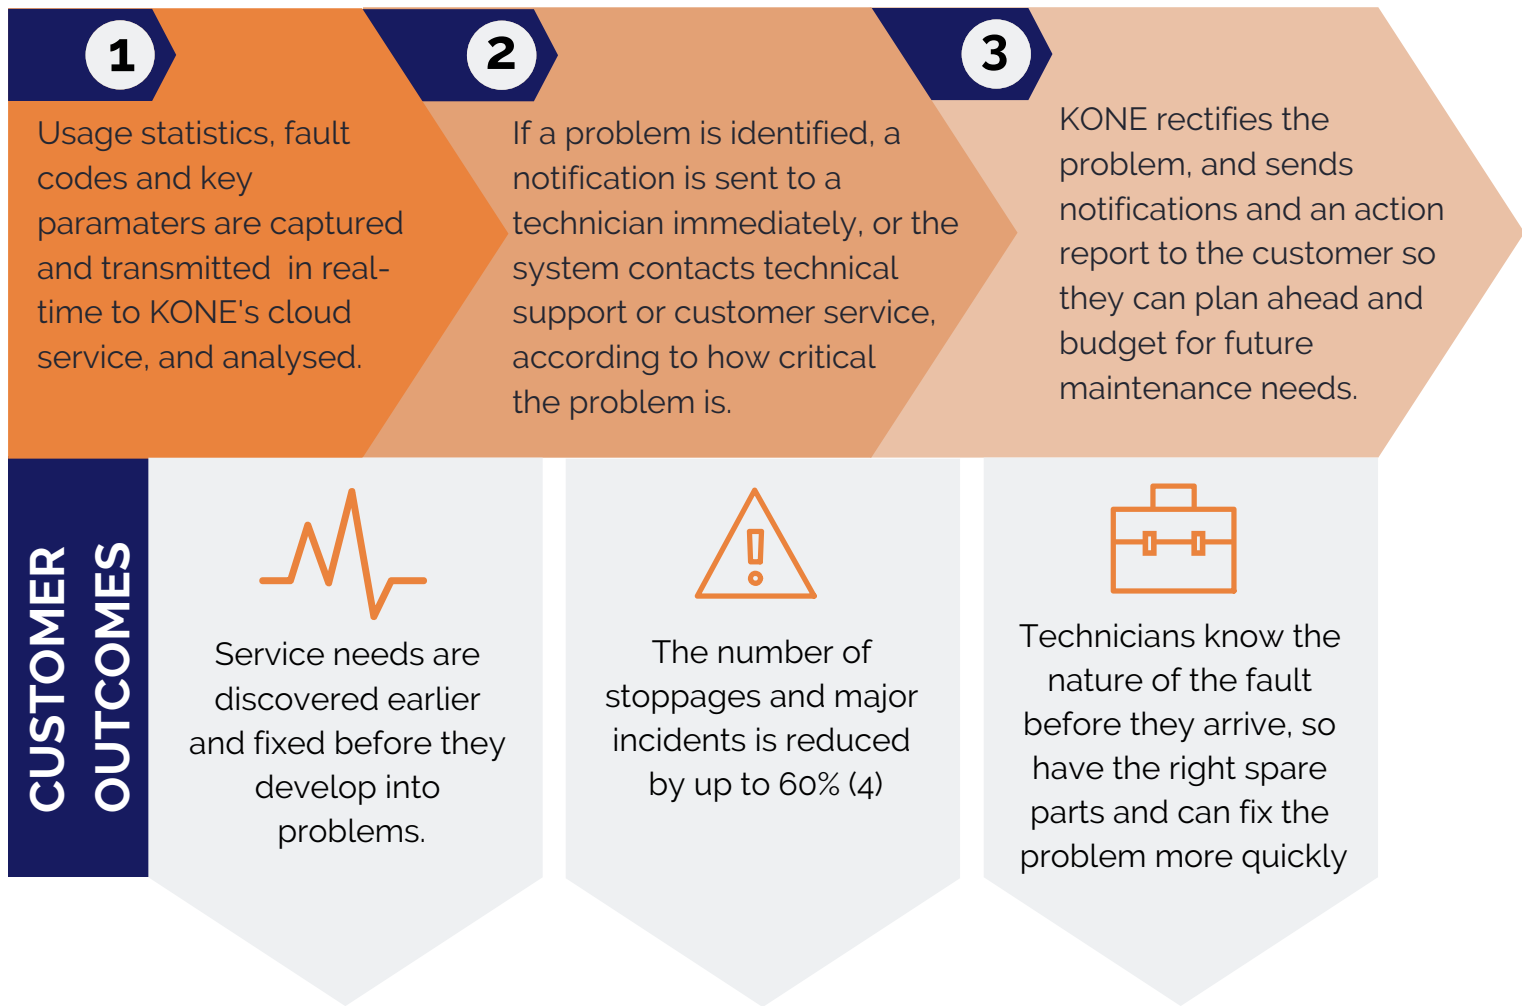 1
Usage statistics, fault
codes and key
paramaters are captured
and transmitted in real-
time to KONE's cloud
service, and analysed.
2
If a problem is identified, a
notification is sent to a
technician immediately, or the
system contacts technical
support or customer service,
according to how critical
the problem is.
3
KONE rectifies the
problem, and sends
notifications and an action
report to the customer so
they can plan ahead and
budget for future
maintenance needs.
CUSTOMER
OUTCOMES
Service needs are
discovered earlier
and fixed before they
develop into
problems.
The number of
stoppages and major
incidents is reduced
by up to 60% (4)
Technicians know the
nature of the fault
before they arrive, so
have the right spare
parts and can fix the
problem more quickly